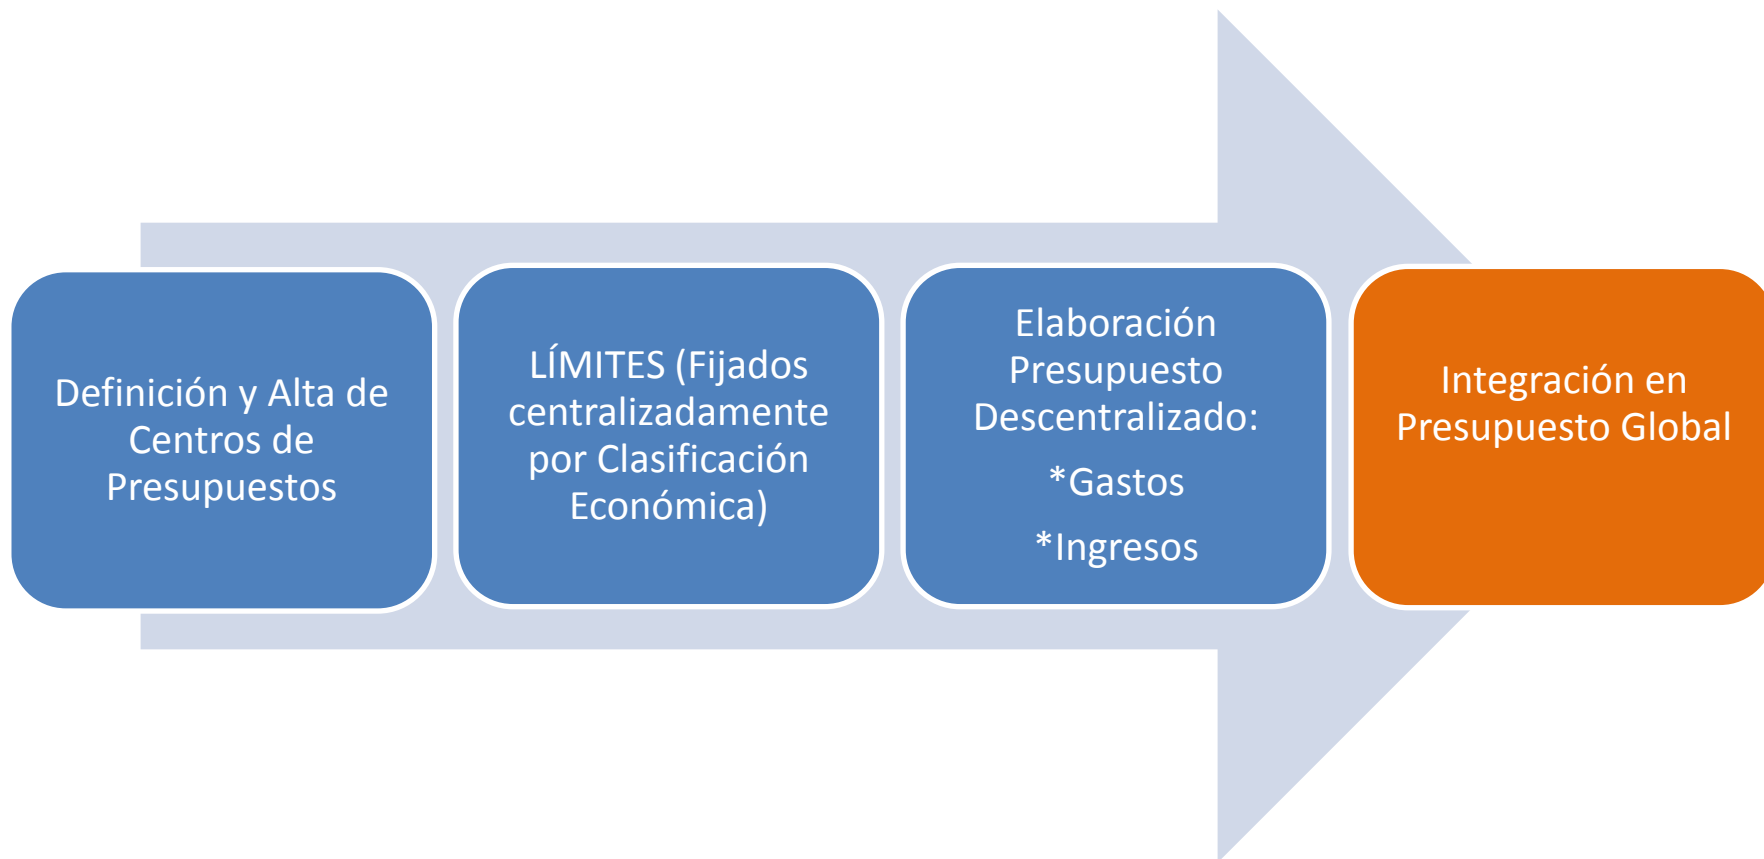 Definición y Alta de
Centros de
Presupuestos
LÍMITES (Fijados
centralizadamente
por Clasificación
Económica)
Elaboración
Presupuesto
Descentralizado:
*Gastos
*Ingresos
Integración en
Presupuesto Global